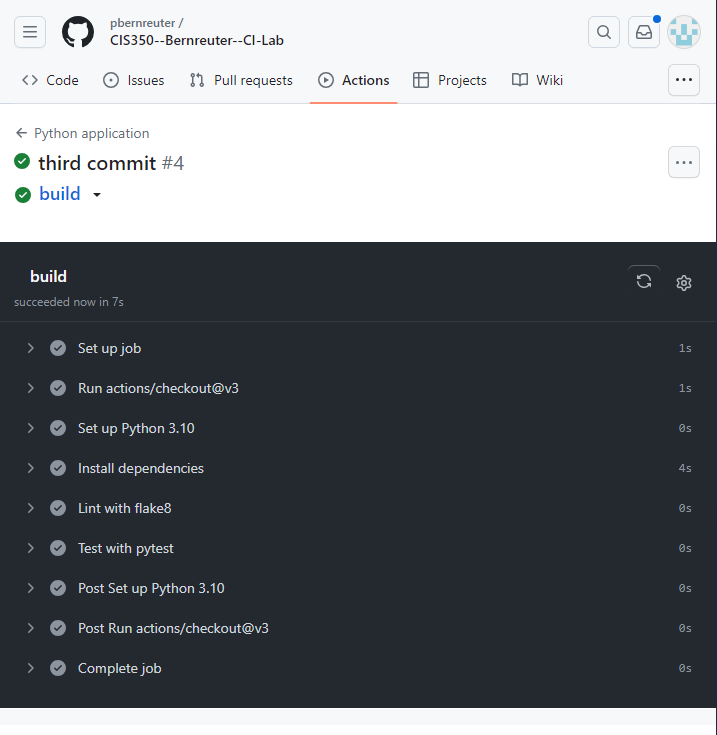 pbernreuter /
CIS350--Bernreuter--CI-Lab
Code Issues Pull requests Actions Projects Wiki
Python application
third commit #4
build
build
succeeded now in 7s
Set up job 1s
Run actions/checkout@v3 1s
Set up Python 3.10 0s
Install dependencies 4s
Lint with flake8 0s
Test with pytest 0s
Post Set up Python 3.10 0s
Post Run actions/checkout@v3 0s
Complete job 0s